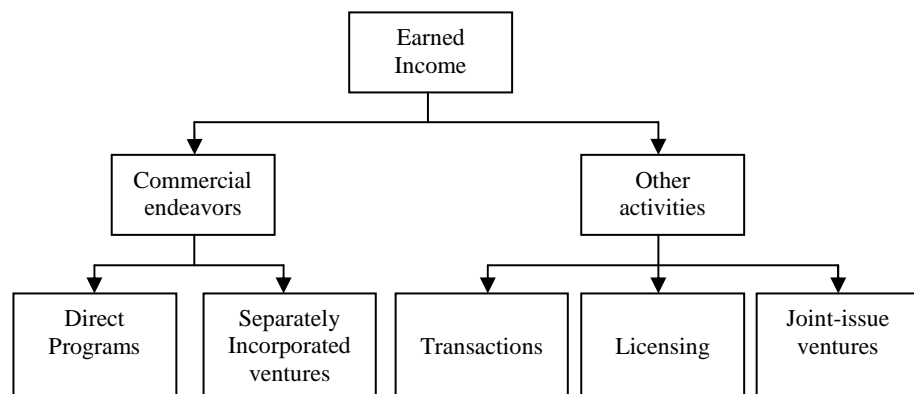 Earned
Income
Commercial
endeavors
Other
activities
Direct
Programs
Separately
Incorporated
ventures
Transactions
Licensing
Joint-issue
ventures